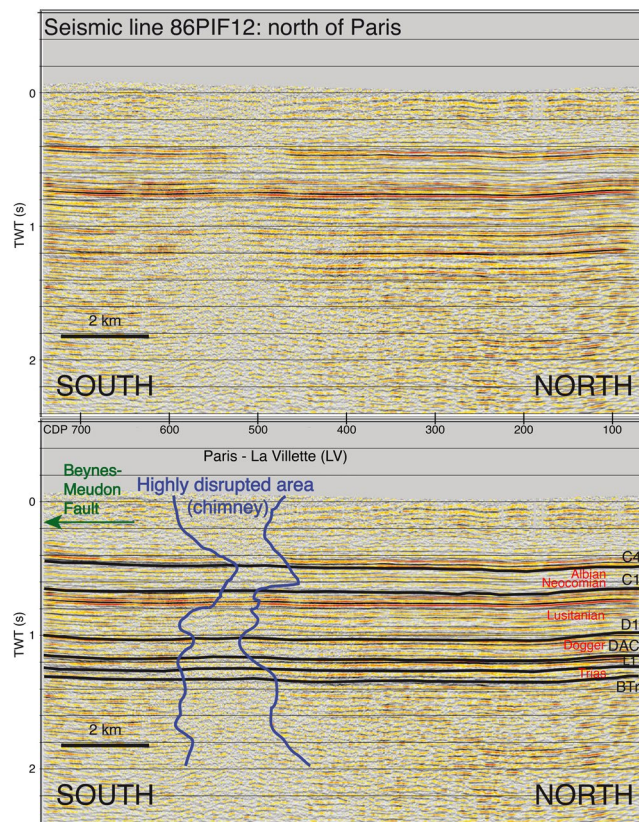 Seismic line 86PIF12: north of Paris
0
1
2
TWT (s)
2 km
SOUTH
NORTH
CDP 700
600
500
400
300
200
100
Paris - La Villette (LV)
Beynes-
Meudon
Fault
Highly disrupted area
(chimney)
0
1
2
TWT (s)
C4
Albian
Neocomian
C1
Lusitanian
D1
Dogger
DAC
Trias
BTr
2 km
SOUTH
NORTH